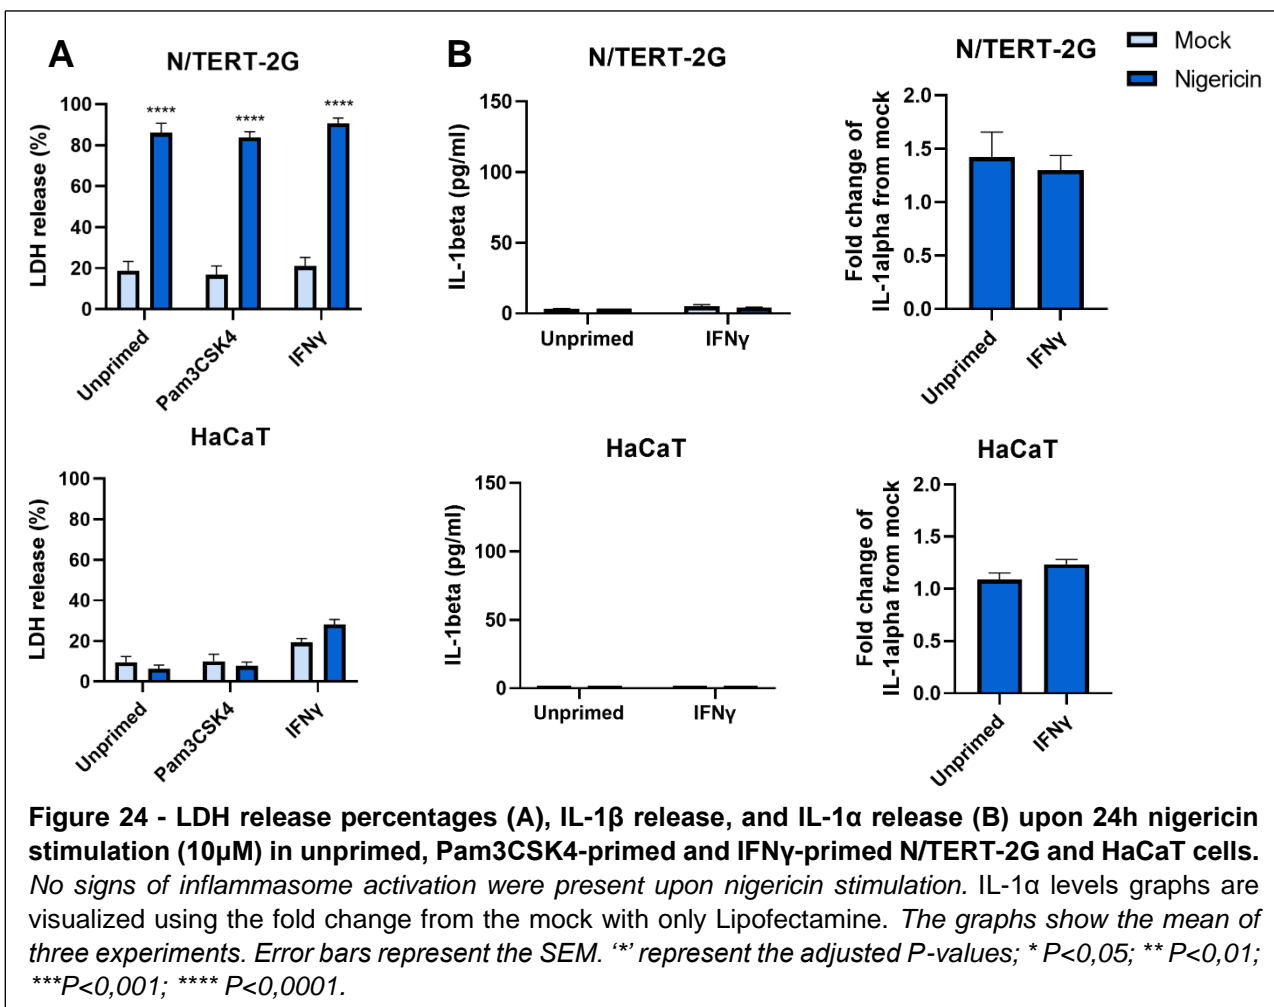 A
N/TERT-2G
LDH release (%)
100
80
60
40
20
0
****
****
****
Unprimed
Pam3CSK4
IFNγ
B
N/TERT-2G
IL-1beta (pg/ml)
150
100
50
0
Unprimed
IFNγ
N/TERT-2G
Fold change of
IL-1alpha from mock
2.0
1.5
1.0
0.5
0.0
Unprimed
IFNγ
Mock
Nigericin
HaCaT
LDH release (%)
100
80
60
40
20
0
Unprimed
Pam3CSK4
IFNγ
HaCaT
IL-1beta (pg/ml)
150
100
50
0
Unprimed
IFNγ
HaCaT
Fold change of
IL-1alpha from mock
2.0
1.5
1.0
0.5
0.0
Unprimed
IFNγ
Figure 24 - LDH release percentages (A), IL-1β release, and IL-1α release (B) upon 24h nigericin
stimulation (10μM) in unprimed, Pam3CSK4-primed and IFNγ-primed N/TERT-2G and HaCaT cells.
No signs of inflammasome activation were present upon nigericin stimulation. IL-1α levels graphs are
visualized using the fold change from the mock with only Lipofectamine. The graphs show the mean of
three experiments. Error bars represent the SEM. ‘*’ represent the adjusted P-values; * P<0,05; ** P<0,01;
***P<0,001; **** P<0,0001.